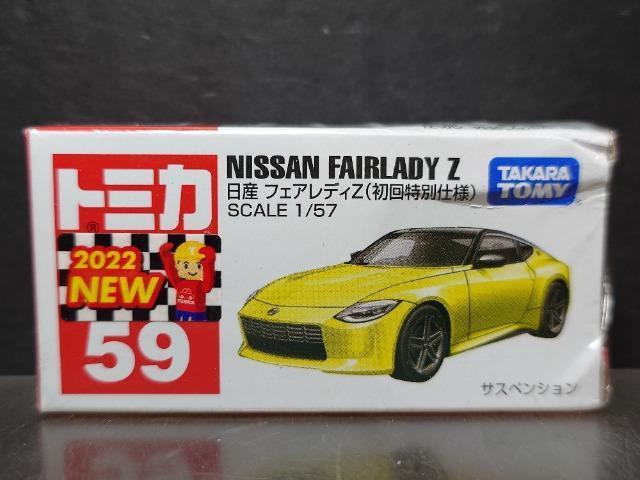 トミカ
®
2022
NEW
TOMICA
59
NISSAN FAIRLADY Z
日産 フェアレディZ(初回特別仕様)
SCALE 1/57
TAKARA
TOMY
サスペンション